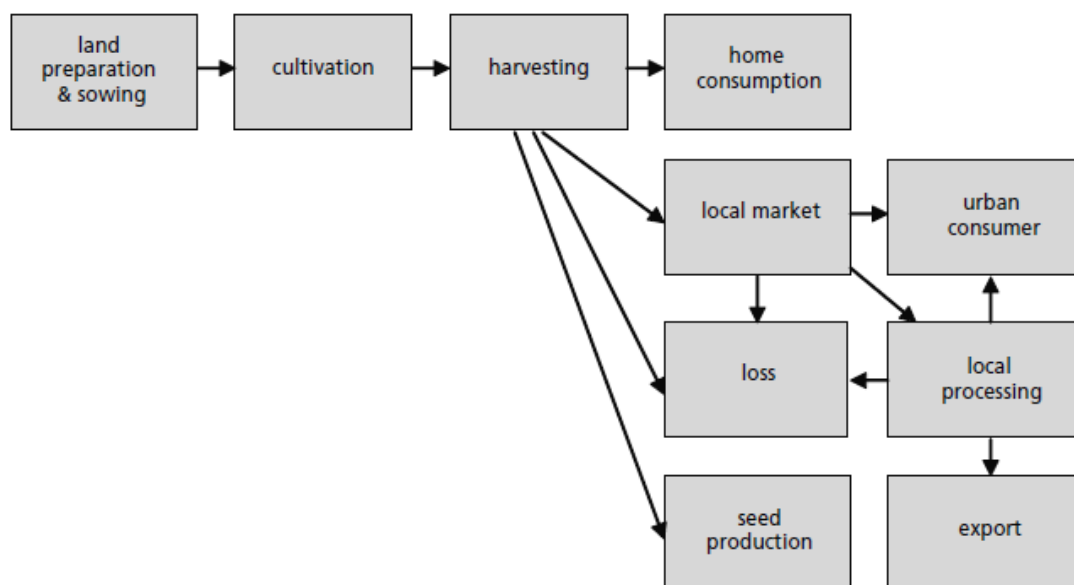 land
preparation
& sowing
cultivation
harvesting
home
consumption
local market
urban
consumer
loss
local
processing
seed
production
export